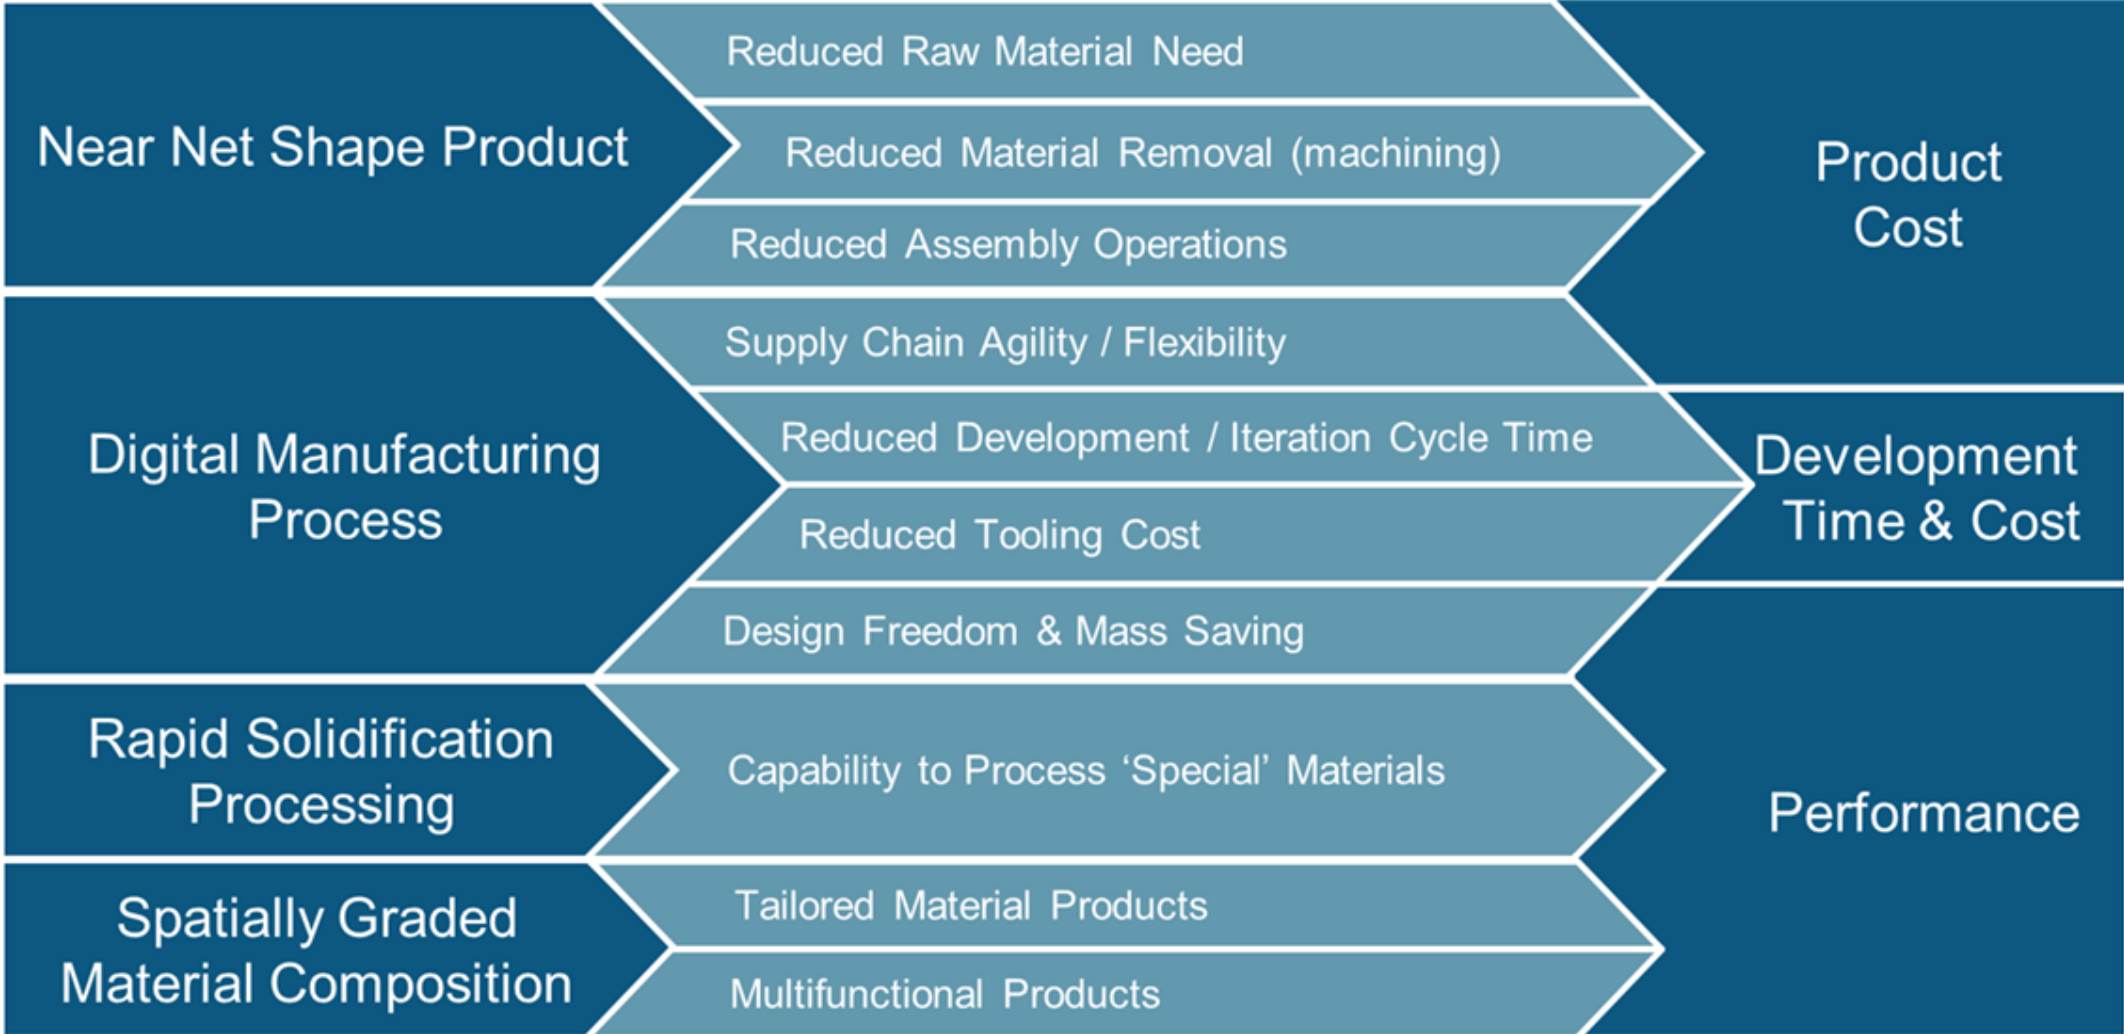 Near Net Shape Product
Reduced Raw Material Need
Reduced Material Removal (machining)
Reduced Assembly Operations
Product
Cost
Digital Manufacturing
Process
Supply Chain Agility / Flexibility
Reduced Development / Iteration Cycle Time
Reduced Tooling Cost
Design Freedom & Mass Saving
Development
Time & Cost
Rapid Solidification
Processing
Capability to Process ‘Special’ Materials
Spatially Graded
Material Composition
Tailored Material Products
Multifunctional Products
Performance